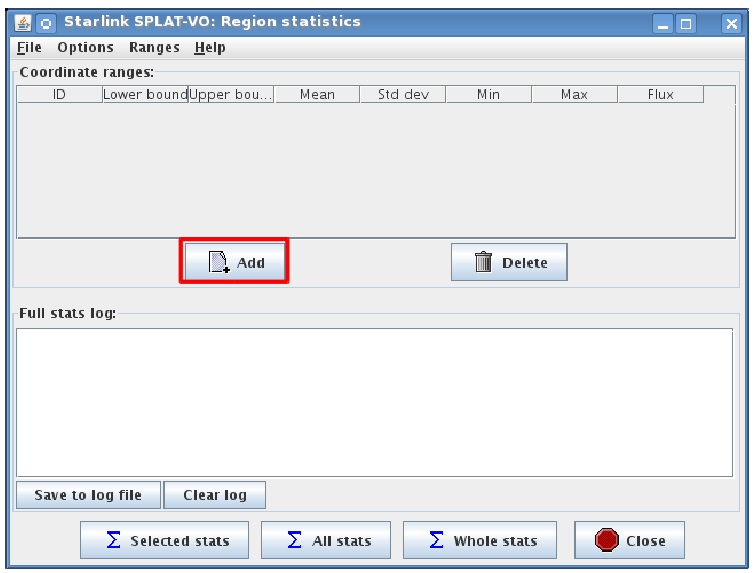 Starlink SPLAT-VO: Region statistics
File Options Ranges Help
Coordinate ranges:
ID Lower bound Upper bou... Mean Std dev Min Max Flux
Add Delete
Full stats log:
Save to log file Clear log
Σ Selected stats Σ All stats Σ Whole stats Close